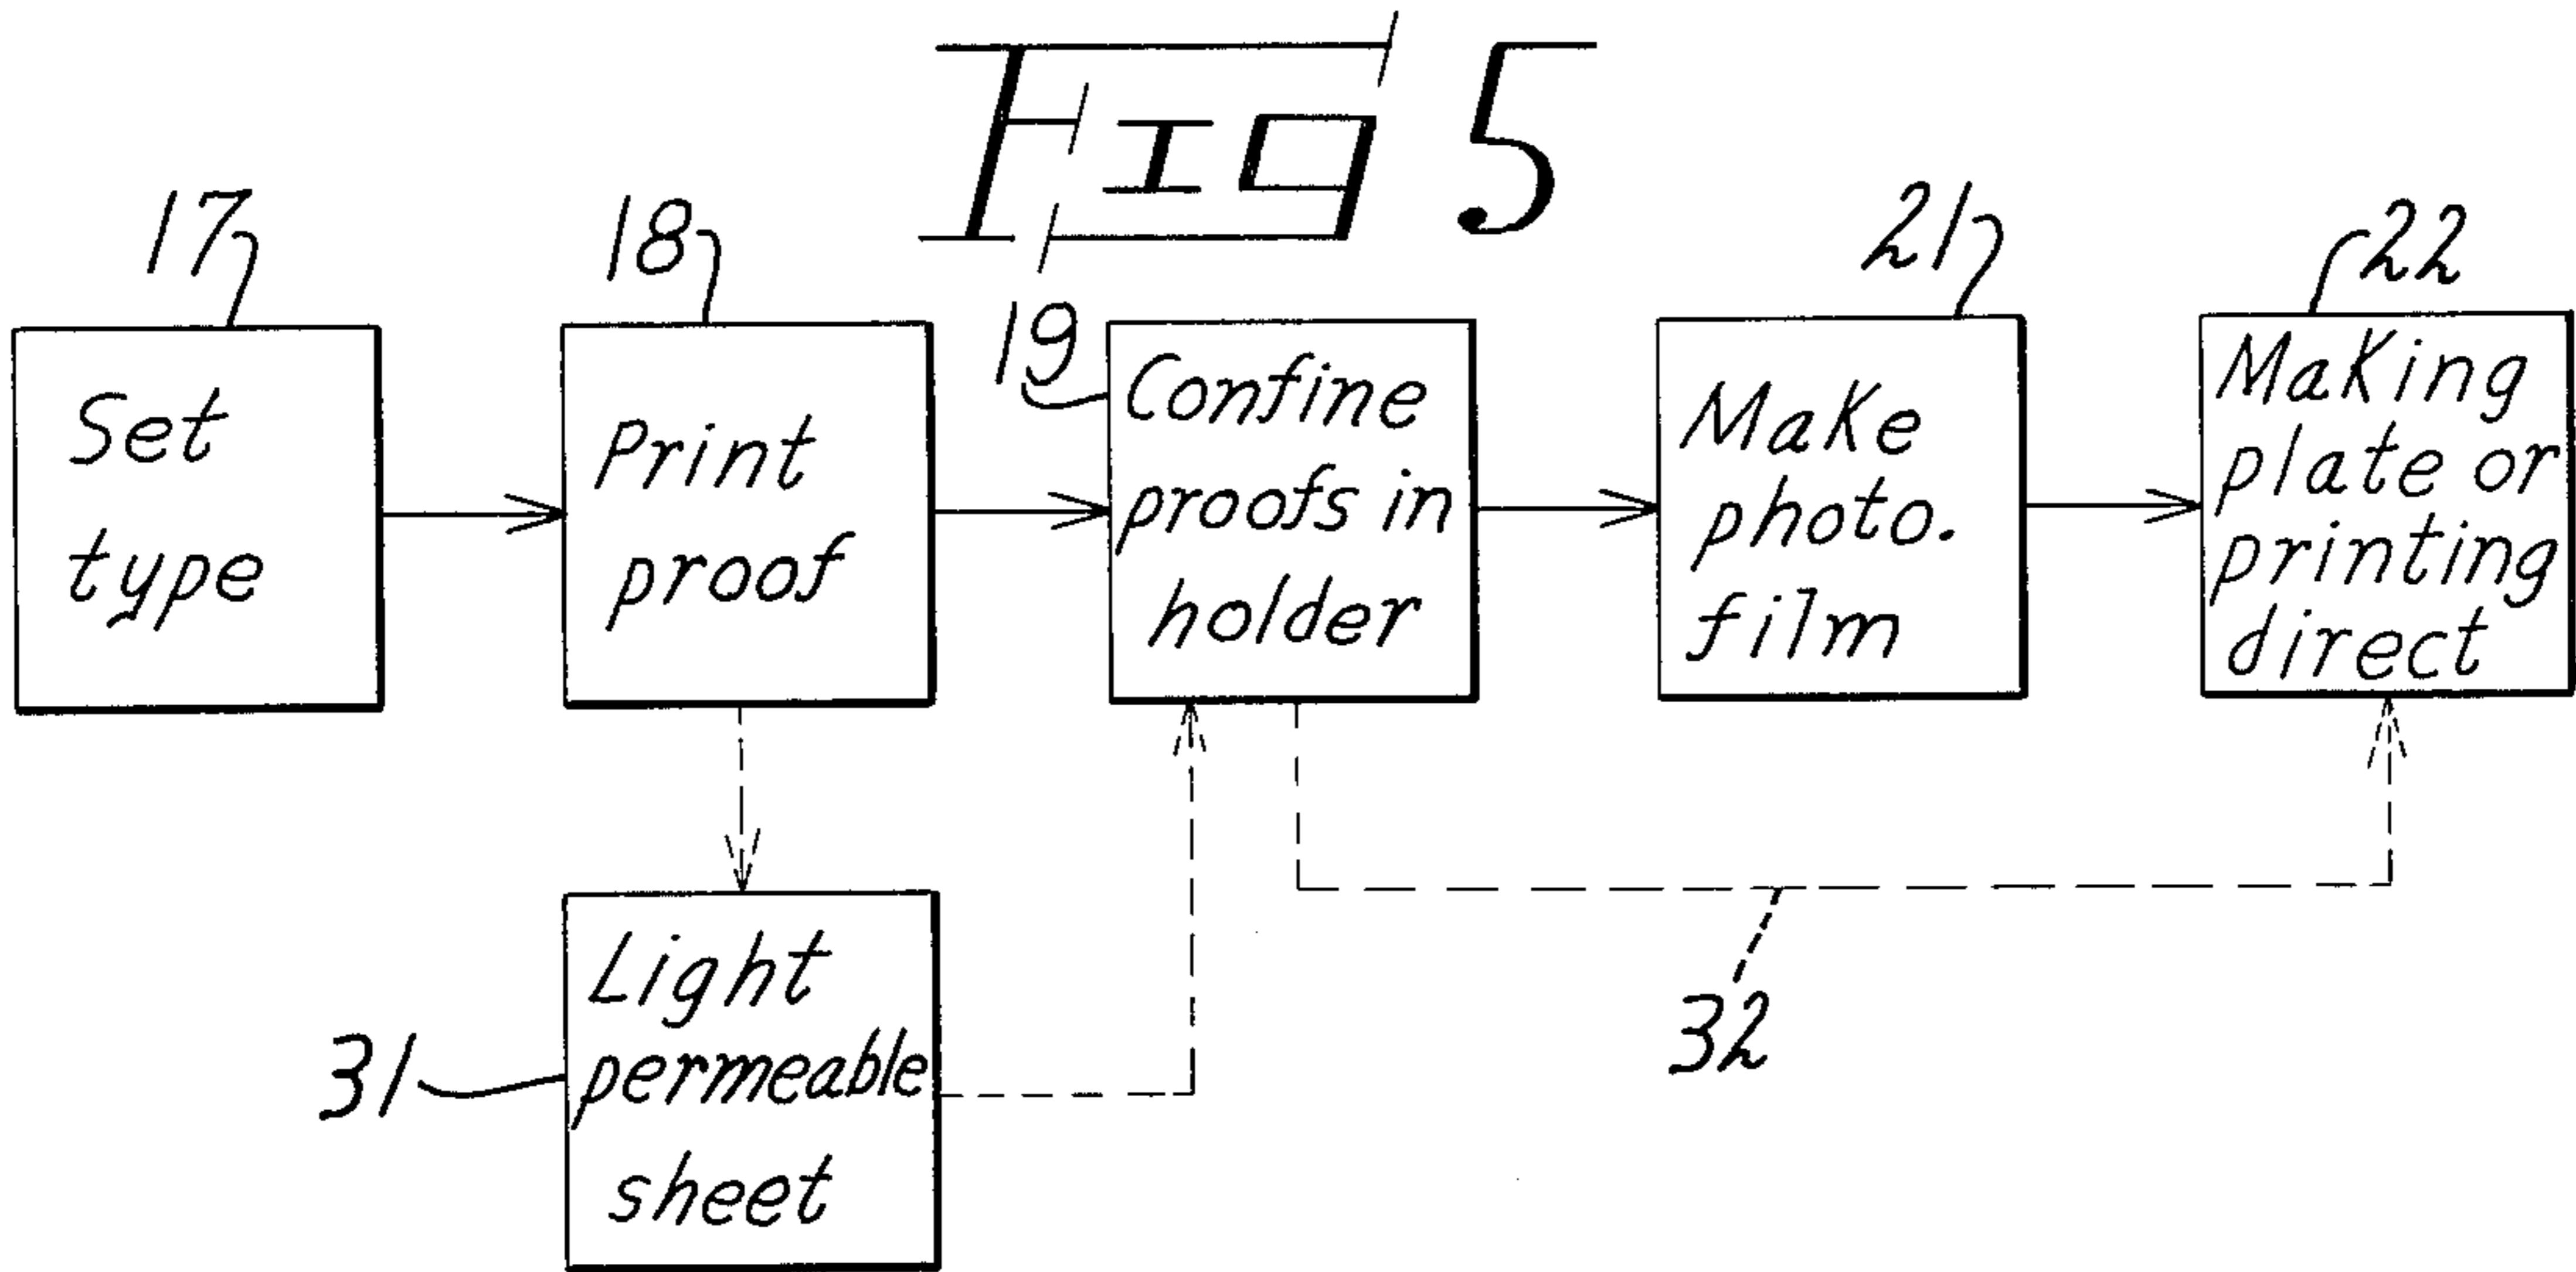 Fig 5
17
Set
type
18
Print
proof
19
Confine
proofs in
holder
21
Make
photo.
film
22
Making
plate or
printing
direct
31
Light
permeable
sheet
32